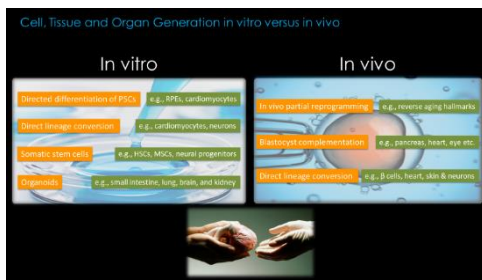 Cell, Tissue and Organ Generation in vitro versus in vivo
In vitro
Directed differentiation of PSCs e.g., RPEs, cardiomyocytes
Direct lineage conversion e.g., cardiomyocytes, neurons
Somatic stem cells e.g., HSCs, MSCs, neural progenitors
Organoids e.g., small intestine, lung, brain, and kidney
In vivo
In vivo partial reprogramming e.g., reverse aging hallmarks
Blastocyst complementation e.g., pancreas, heart, eye etc.
Direct lineage conversion e.g., β cells, heart, skin & neurons